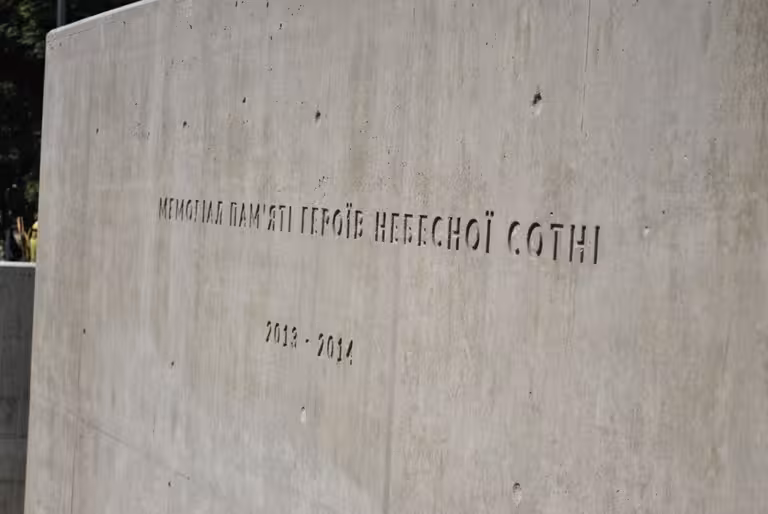 МЕМОРІАЛ ПАМ'ЯТІ ГЕРОЇВ НЕБЕСНОЇ СОТНІ
2013 - 2014